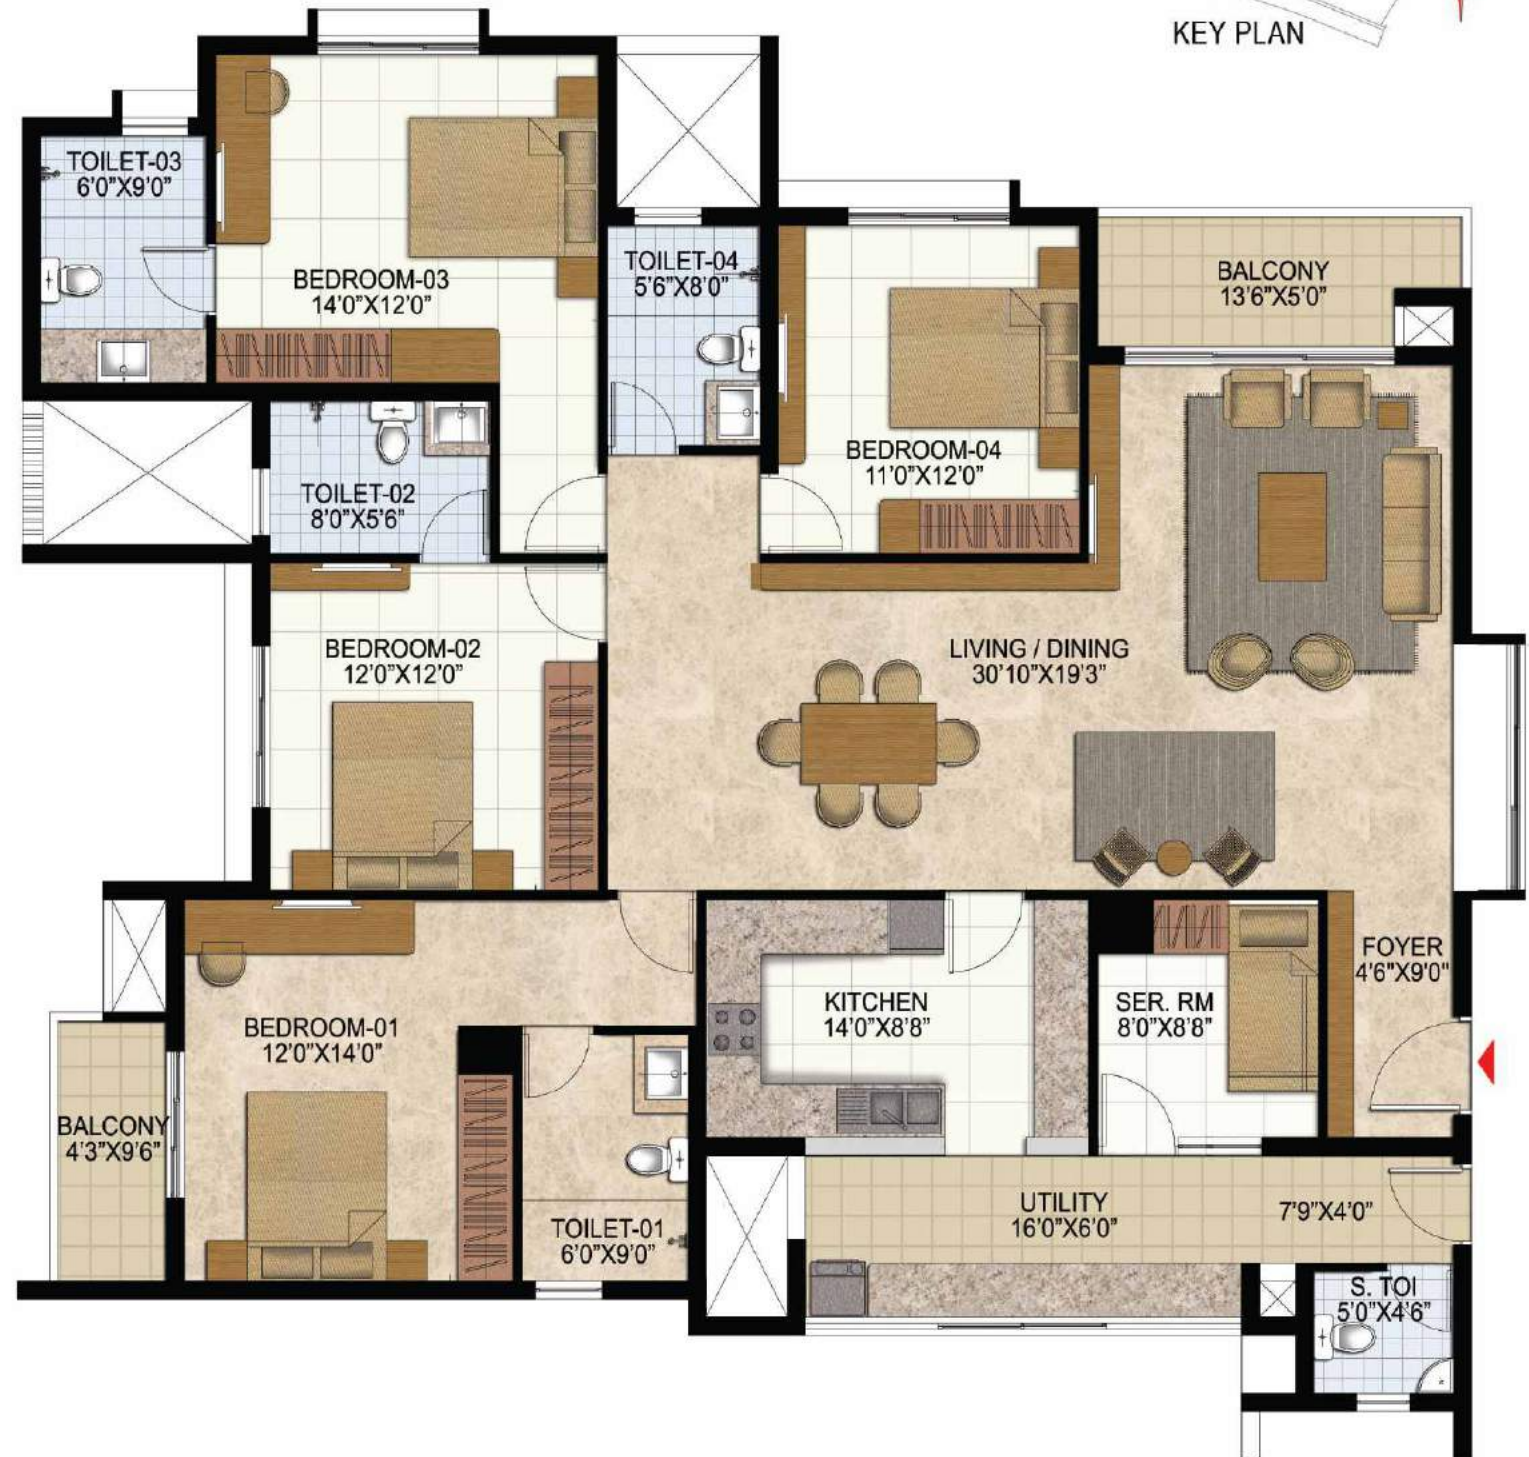 KEY PLAN
TOILET-03
6'0"X9'0"
BEDROOM-03
14'0"X12'0"
TOILET-04
5'6"X8'0"
BALCONY
13'6"X5'0"
BEDROOM-04
11'0"X12'0"
TOILET-02
8'0"X5'6"
BEDROOM-02
12'0"X12'0"
LIVING / DINING
30'10"X19'3"
FOYER
4'6"X9'0"
KITCHEN
14'0"X8'8"
SER. RM
8'0"X8'8"
BEDROOM-01
12'0"X14'0"
BALCONY
4'3"X9'6"
TOILET-01
6'0"X9'0"
UTILITY
16'0"X6'0"
7'9"X4'0"
S. TOI
5'0"X4'6"